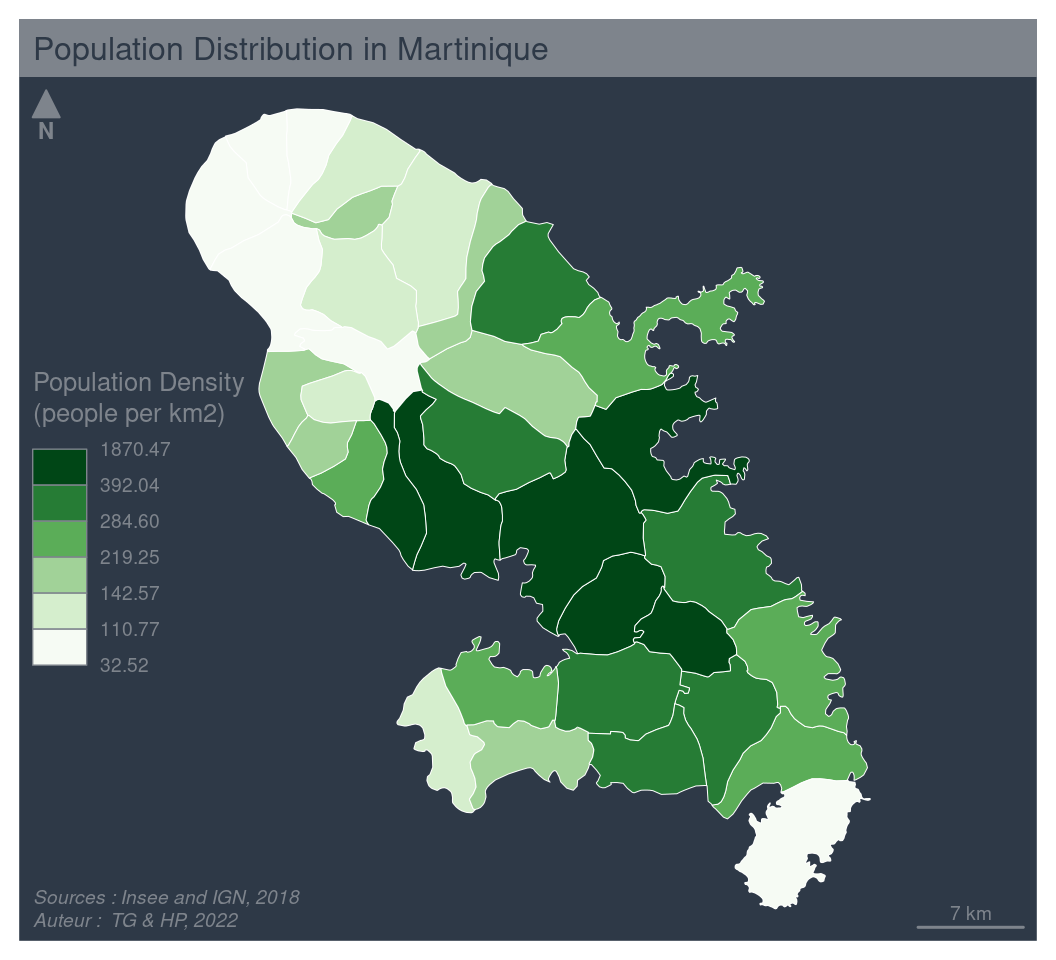 Population Distribution in Martinique
N
Population Density
(people per km2)
1870.47
392.04
284.60
219.25
142.57
110.77
32.52
Sources : Insee and IGN, 2018
Auteur :  TG & HP, 2022
7 km